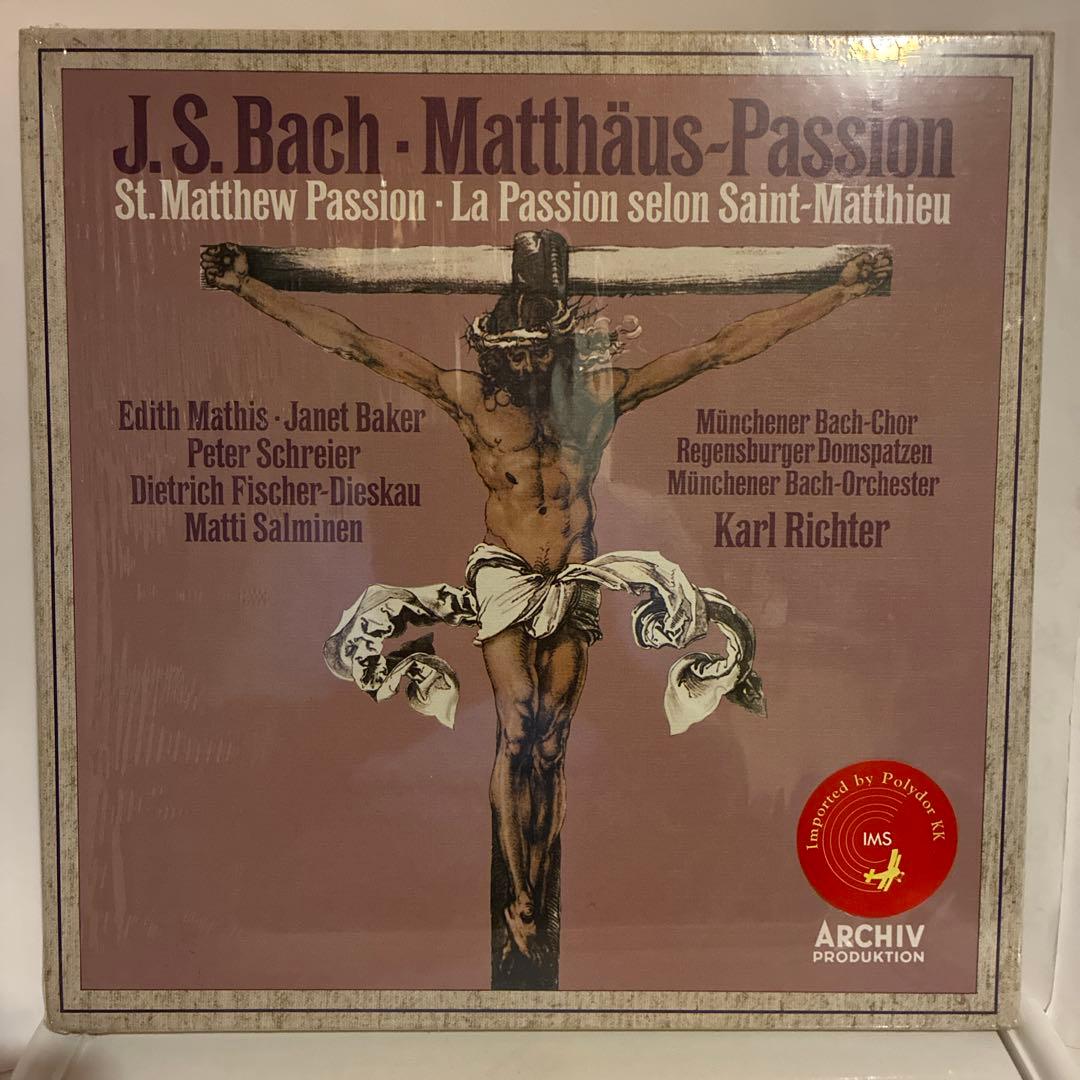 J.S. Bach · Matthäus-Passion
St. Matthew Passion · La Passion selon Saint-Matthieu
Edith Mathis · Janet Baker
Peter Schreier
Dietrich Fischer-Dieskau
Matti Salminen
Münchener Bach-Chor
Regensburger Domspatzen
Münchener Bach-Orchester
Karl Richter
Imported by Polydor KK
IMS
ARCHIV
PRODUKTION